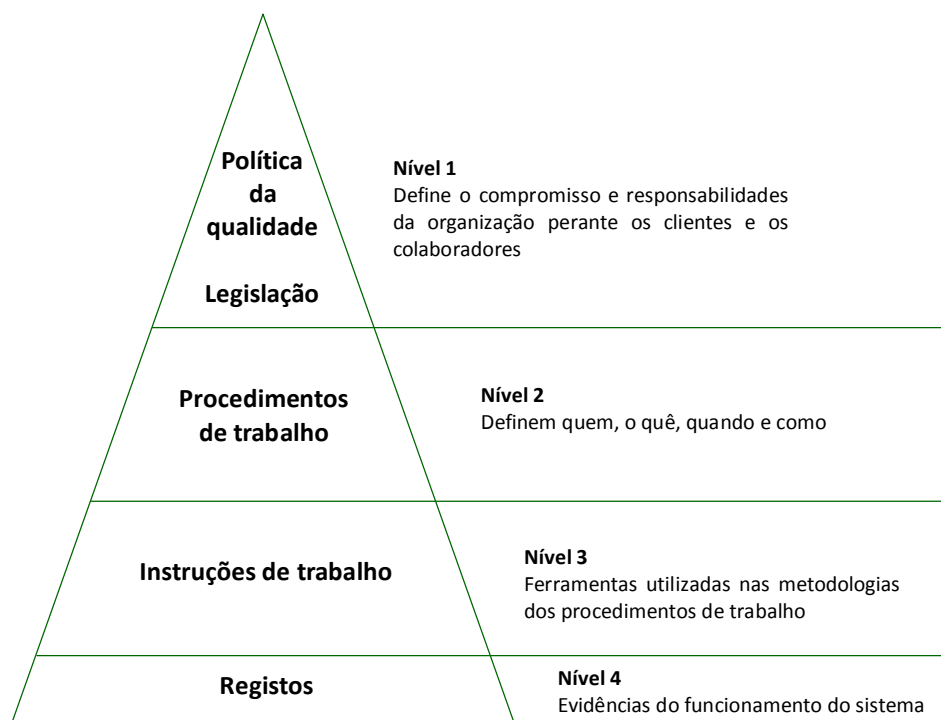 Política
da
qualidade
Legislação
Nível 1
Define o compromisso e responsabilidades
da organização perante os clientes e os
colaboradores
Procedimentos
de trabalho
Nível 2
Definem quem, o quê, quando e como
Instruções de trabalho
Nível 3
Ferramentas utilizadas nas metodologias
dos procedimentos de trabalho
Registos
Nível 4
Evidências do funcionamento do sistema